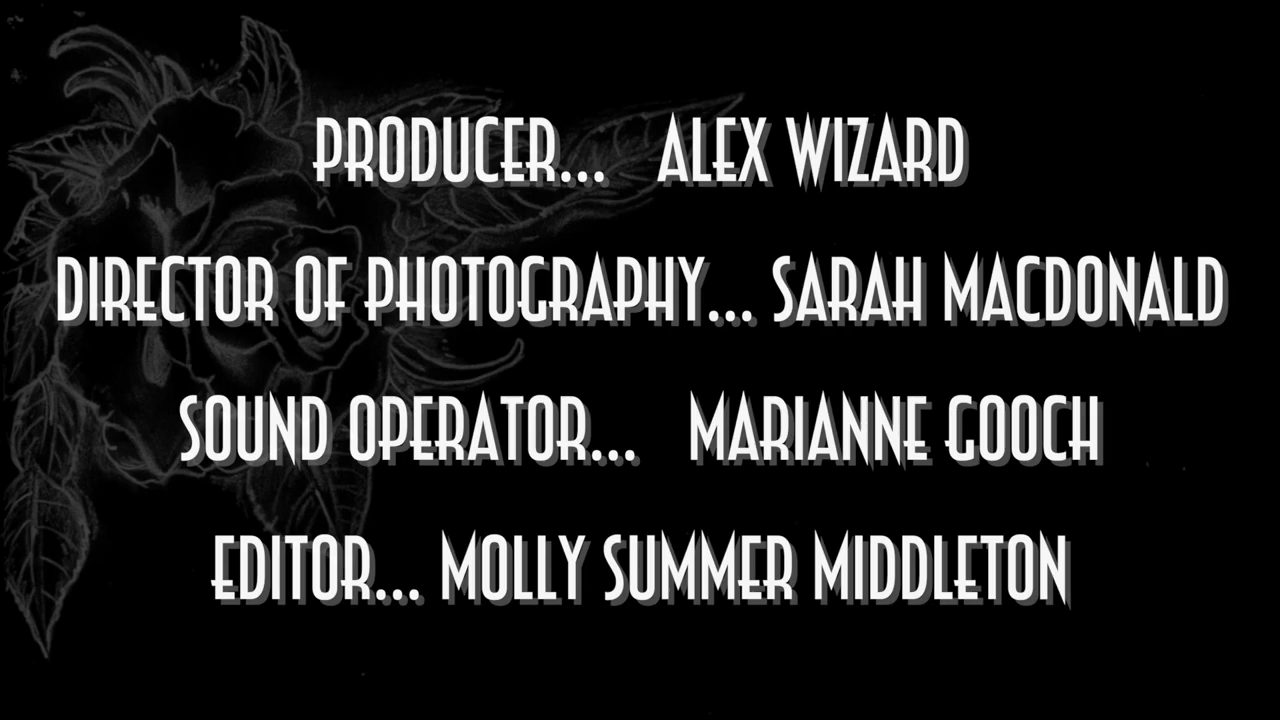 PRODUCER... ALEX WIZARD
DIRECTOR OF PHOTOGRAPHY... SARAH MACDONALD
SOUND OPERATOR... MARIANNE GOOCH
EDITOR... MOLLY SUMMER MIDDLETON